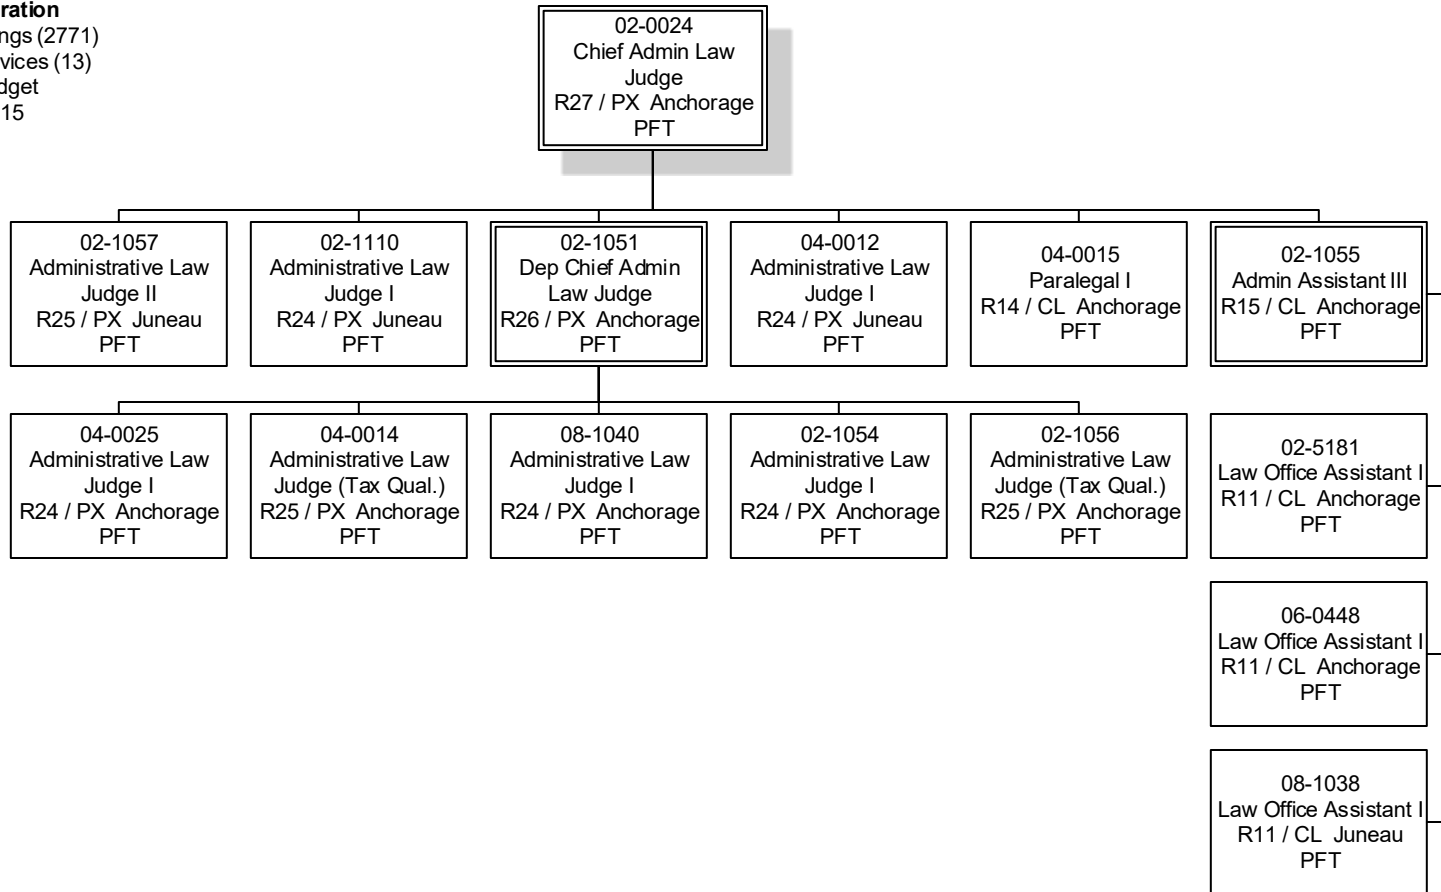 ration
ngs (2771)
vices (13)
dget
15
02-0024
Chief Admin Law
Judge
R27 / PX Anchorage
PFT
02-1057
Administrative Law
Judge II
R25 / PX Juneau
PFT
02-1110
Administrative Law
Judge I
R24 / PX Juneau
PFT
02-1051
Dep Chief Admin
Law Judge
R26 / PX Anchorage
PFT
04-0012
Administrative Law
Judge I
R24 / PX Juneau
PFT
04-0015
Paralegal I
R14 / CL Anchorage
PFT
02-1055
Admin Assistant III
R15 / CL Anchorage
PFT
04-0025
Administrative Law
Judge I
R24 / PX Anchorage
PFT
04-0014
Administrative Law
Judge (Tax Qual.)
R25 / PX Anchorage
PFT
08-1040
Administrative Law
Judge I
R24 / PX Anchorage
PFT
02-1054
Administrative Law
Judge I
R24 / PX Anchorage
PFT
02-1056
Administrative Law
Judge (Tax Qual.)
R25 / PX Anchorage
PFT
02-5181
Law Office Assistant I
R11 / CL Anchorage
PFT
06-0448
Law Office Assistant I
R11 / CL Anchorage
PFT
08-1038
Law Office Assistant I
R11 / CL Juneau
PFT